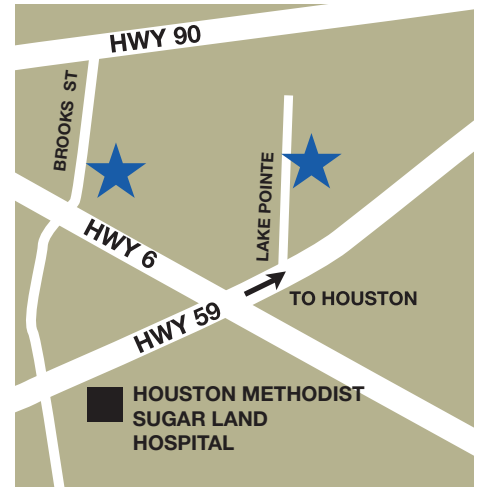 HWY 90
BROOKS ST
LAKE POINTE
HWY 6
TO HOUSTON
HWY 59
HOUSTON METHODIST
SUGAR LAND
HOSPITAL